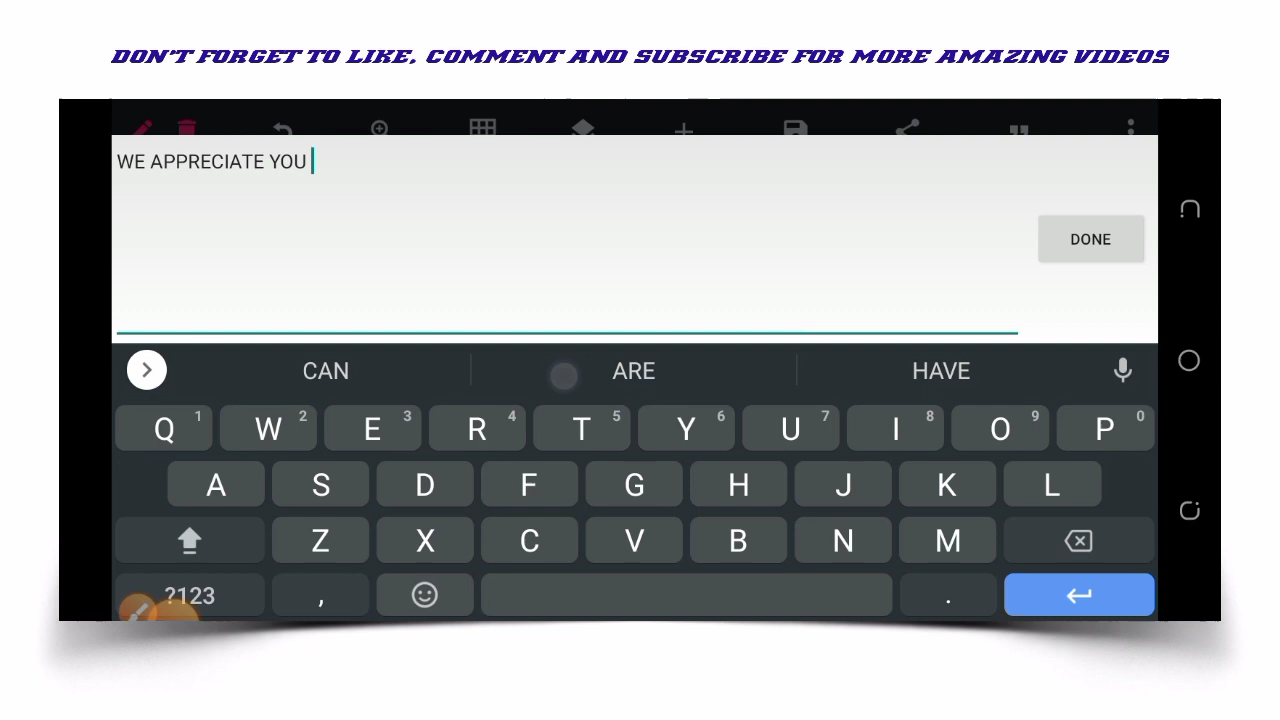 DON'T FORGET TO LIKE, COMMENT AND SUBSCRIBE FOR MORE AMAZING VIDEOS
WE APPRECIATE YOU
DONE
CAN ARE HAVE
Q 1 W 2 E 3 R 4 T 5 Y 6 U 7 I 8 O 9 P 0
A S D F G H J K L
Z X C V B N M
?123 , .